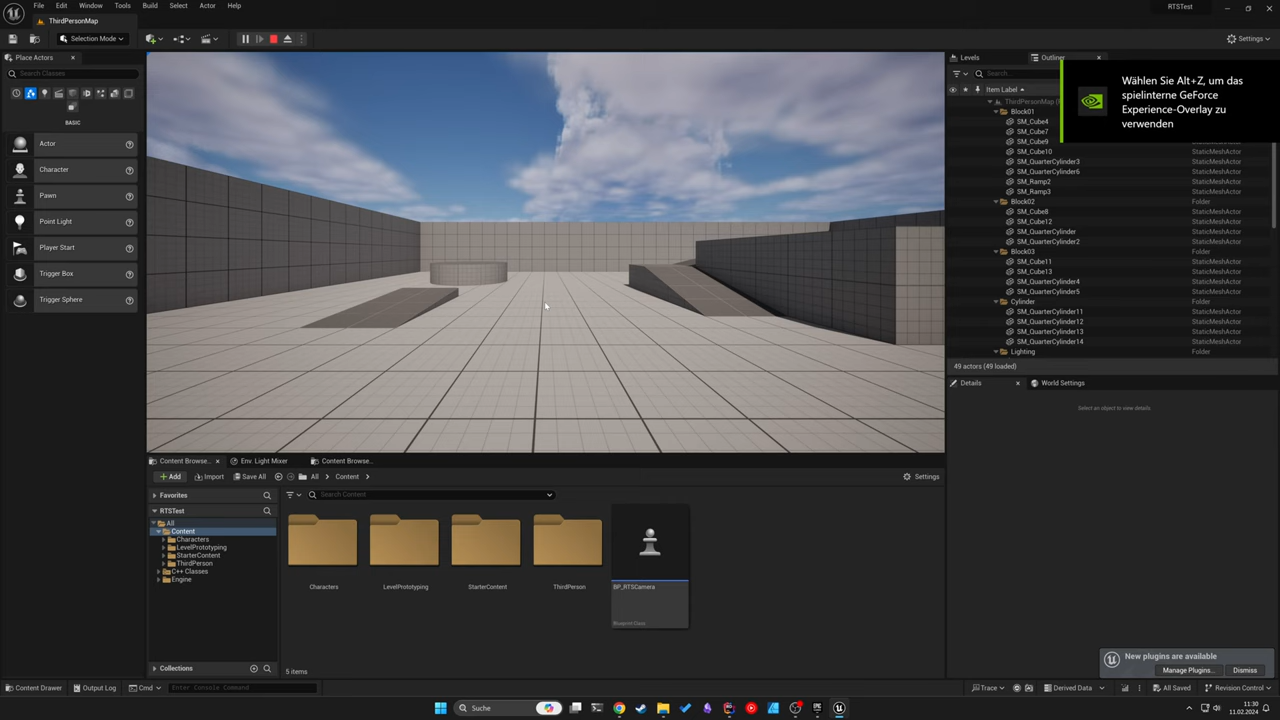 File Edit Window Tools Build Select Actor Help
RTSTest
ThirdPersonMap
Selection Mode
Settings
Place Actors
Search Classes
BASIC
Actor
Character
Pawn
Point Light
Player Start
Trigger Box
Trigger Sphere
Levels
Outliner
Search...
Item Label
Wählen Sie Alt+Z, um das
spielinterne GeForce
Experience-Overlay zu
verwenden
ThirdPersonMap
Block01
SM_Cube4
SM_Cube7
SM_Cube9
SM_Cube10 StaticMeshActor
SM_QuarterCylinder3 StaticMeshActor
SM_QuarterCylinder6 StaticMeshActor
SM_Ramp2 StaticMeshActor
SM_Ramp3 StaticMeshActor
Block02 Folder
SM_Cube8 StaticMeshActor
SM_Cube12 StaticMeshActor
SM_QuarterCylinder StaticMeshActor
SM_QuarterCylinder2 StaticMeshActor
Block03 Folder
SM_Cube11 StaticMeshActor
SM_Cube13 StaticMeshActor
SM_QuarterCylinder4 StaticMeshActor
SM_QuarterCylinder5 StaticMeshActor
Cylinder Folder
SM_QuarterCylinder11 StaticMeshActor
SM_QuarterCylinder12 StaticMeshActor
SM_QuarterCylinder13 StaticMeshActor
SM_QuarterCylinder14 StaticMeshActor
Lighting Folder
49 actors (49 loaded)
Details
World Settings
Select an object to view details.
Content Browse...
Env. Light Mixer
Content Browse...
Add
Import
Save All
All
Content
Settings
Favorites
Search Content
RTSTest
All
Content
Characters
LevelPrototyping
StarterContent
ThirdPerson
C++ Classes
Engine
Collections
Characters
LevelPrototyping
StarterContent
ThirdPerson
BP_RTSCamera
Blueprint Class
5 items
New plugins are available
Manage Plugins...
Dismiss
Content Drawer
Output Log
Cmd
Enter Console Command
Trace
Derived Data
All Saved
Revision Control
Suche
11:30
11.02.2024